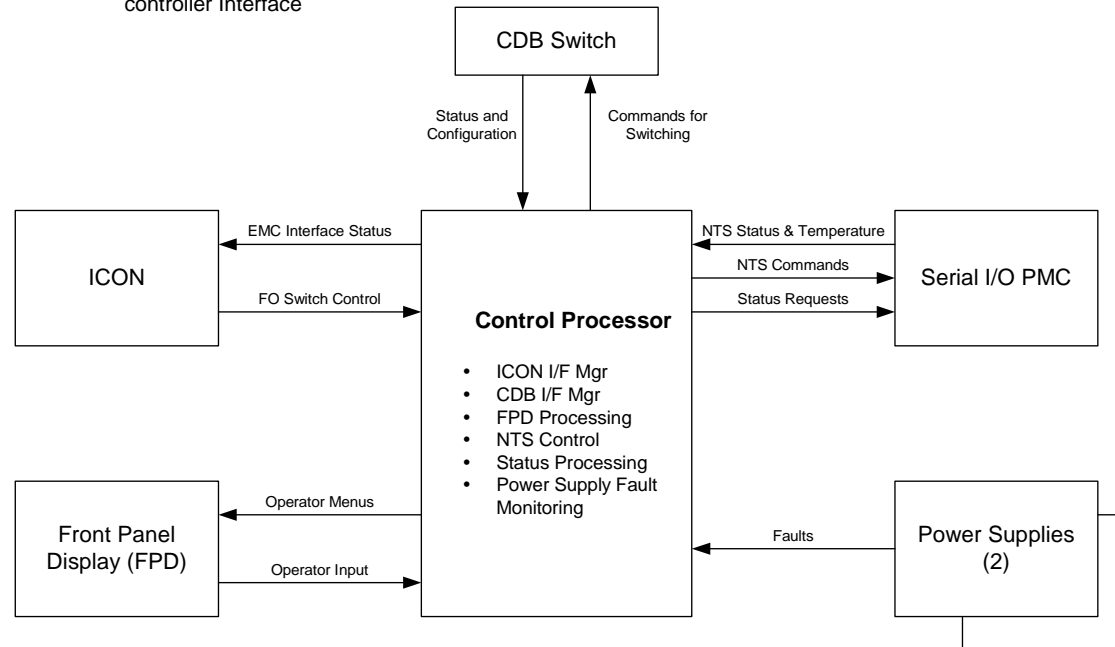 controller Interface
CDB Switch
Status and
Configuration
Commands for
Switching
ICON
EMC Interface Status
FO Switch Control
Control Processor
• ICON I/F Mgr
• CDB I/F Mgr
• FPD Processing
• NTS Control
• Status Processing
• Power Supply Fault
Monitoring
NTS Status & Temperature
NTS Commands
Status Requests
Serial I/O PMC
Front Panel
Display (FPD)
Operator Menus
Operator Input
Faults
Power Supplies
(2)